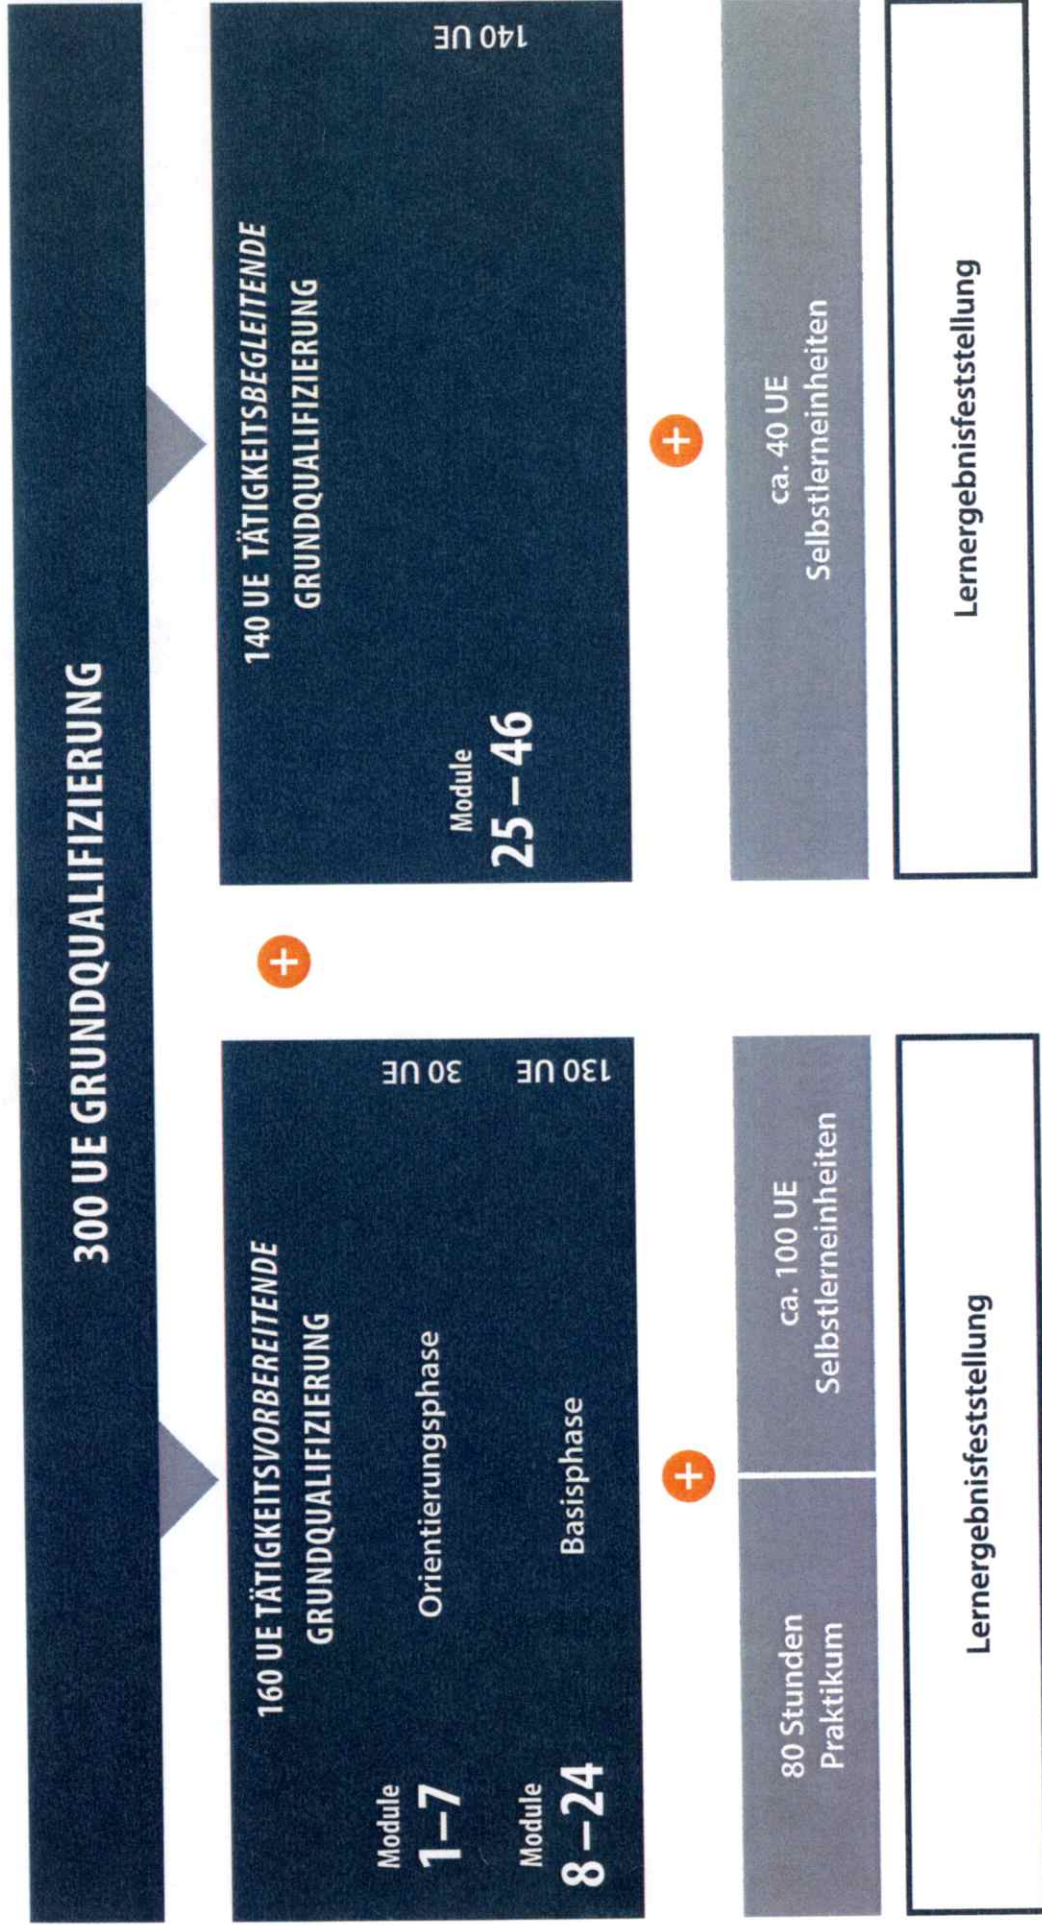 300 UE GRUNDQUALIFIZIERUNG
160 UE TÄTIGKEITSVORBEREITENDE
GRUNDQUALIFIZIERUNG
Module
1–7
Orientierungsphase
30 UE
Module
8–24
Basisphase
130 UE
+
80 Stunden
Praktikum
ca. 100 UE
Selbstlerneinheiten
Lernergebnisfeststellung
+
140 UE TÄTIGKEITSBEGLEITENDE
GRUNDQUALIFIZIERUNG
Module
25–46
140 UE
+
ca. 40 UE
Selbstlerneinheiten
Lernergebnisfeststellung